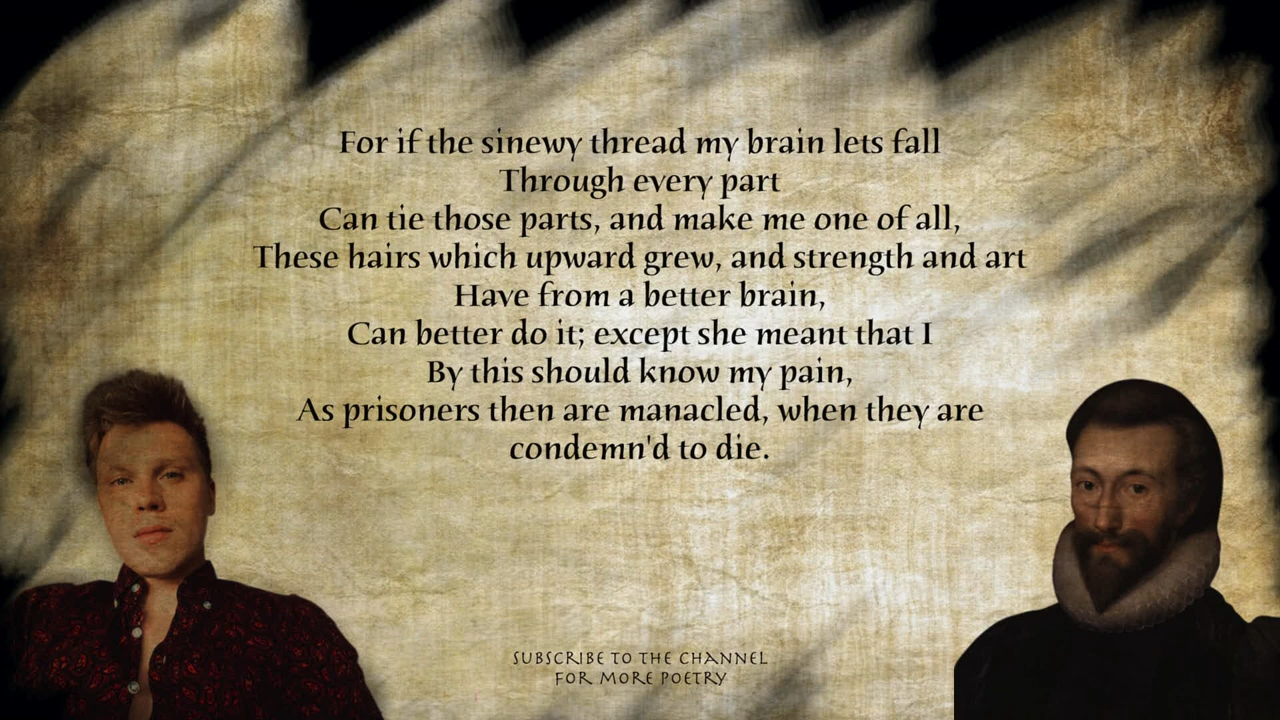 For if the sinewy thread my brain lets fall
Through every part
Can tie those parts, and make me one of all,
These hairs which upward grew, and strength and art
Have from a better brain,
Can better do it; except she meant that I
By this should know my pain,
As prisoners then are manacled, when they are
condemn'd to die.
SUBSCRIBE TO THE CHANNEL
FOR MORE POETRY